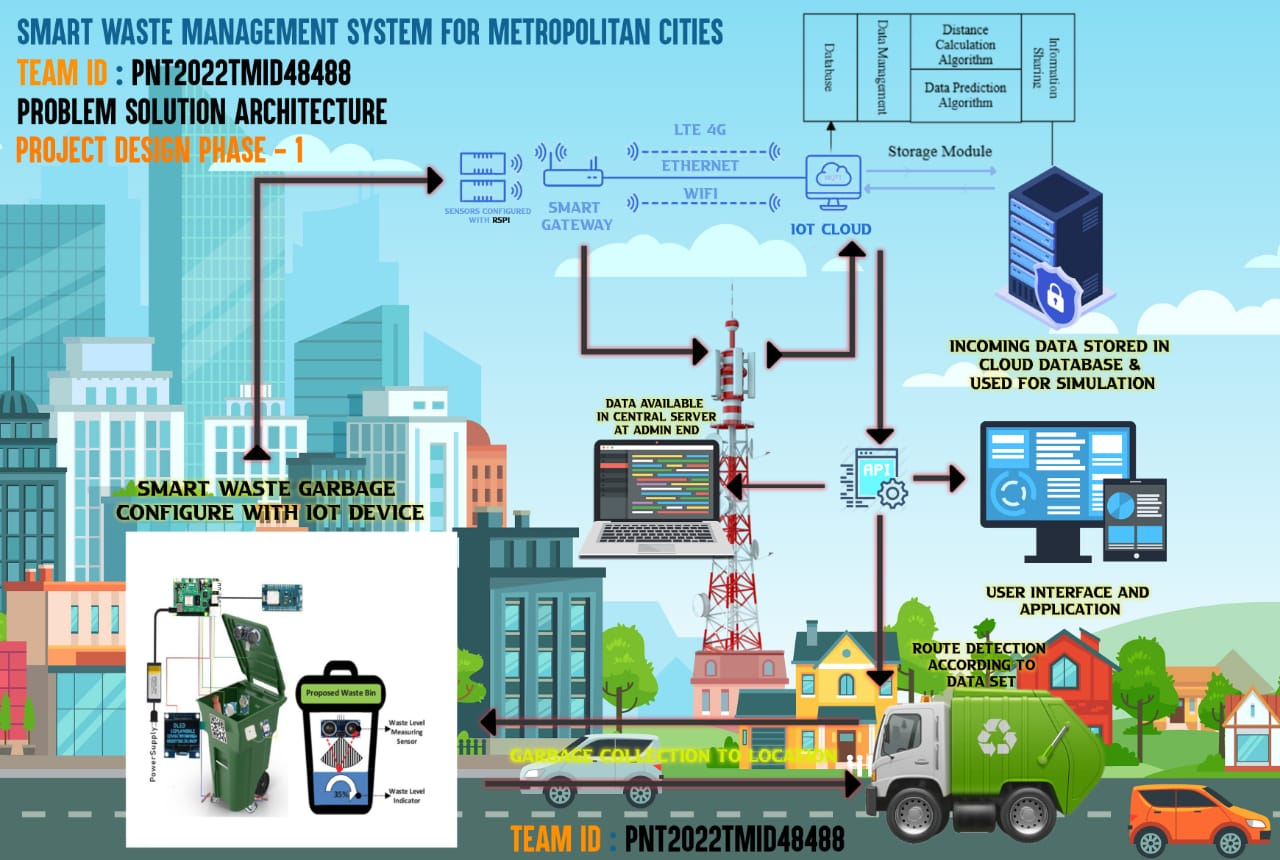 SMART WASTE MANAGEMENT SYSTEM FOR METROPOLITAN CITIES
TEAM ID : PNT2022TMID48488
PROBLEM SOLUTION ARCHITECTURE
PROJECT DESIGN PHASE - 1
Database
Data Management
Distance
Calculation
Algorithm
Data Prediction
Algorithm
Information
Sharing
LTE 4G
ETHERNET
WIFI
Storage Module
SENSORS CONFIGURED
WITH RSPI
SMART
GATEWAY
IOT CLOUD
INCOMING DATA STORED IN
CLOUD DATABASE &
USED FOR SIMULATION
DATA AVAILABLE
IN CENTRAL SERVER
AT ADMIN END
API
SMART WASTE GARBAGE
CONFIGURE WITH IOT DEVICE
USER INTERFACE AND
APPLICATION
ROUTE DETECTION
ACCORDING TO
DATA SET
PowerSupply
OLED
Proposed Waste Bin
Waste Level
Measuring
Sensor
35%
Waste Level
Indicator
GARBAGE COLLECTION TO LOCATION
TEAM ID : PNT2022TMID48488